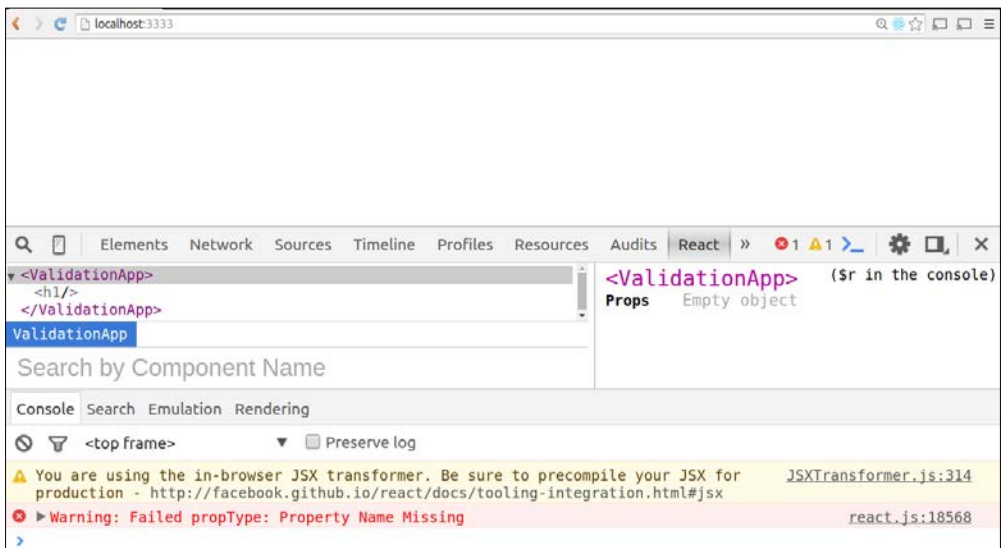 localhost:3333
Elements Network Sources Timeline Profiles Resources Audits React » 1 1
<ValidationApp>
<h1/>
</ValidationApp>
ValidationApp
Search by Component Name
<ValidationApp> ($r in the console)
Props Empty object
Console Search Emulation Rendering
<top frame> ▼ Preserve log
You are using the in-browser JSX transformer. Be sure to precompile your JSX for JSXTransformer.js:314
production - http://facebook.github.io/react/docs/tooling-integration.html#jsx
Warning: Failed propType: Property Name Missing react.js:18568